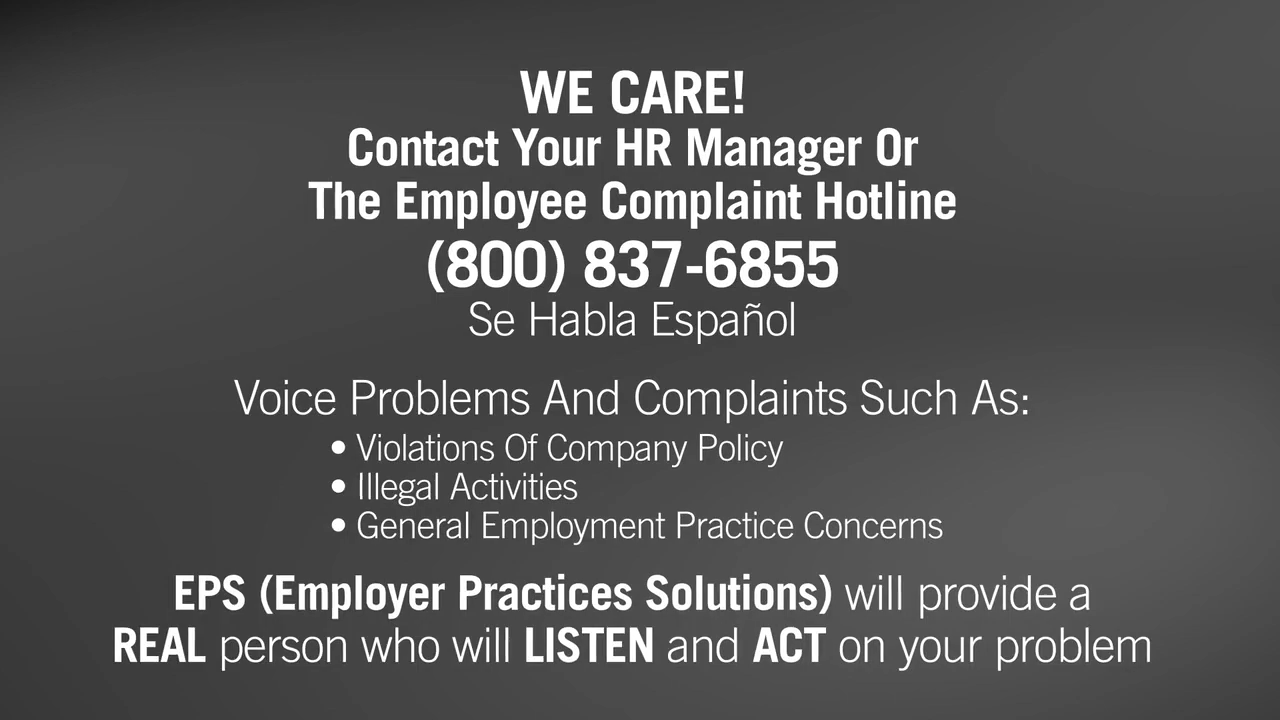 WE CARE!
Contact Your HR Manager Or
The Employee Complaint Hotline
(800) 837-6855
Se Habla Español
Voice Problems And Complaints Such As:
• Violations Of Company Policy
• Illegal Activities
• General Employment Practice Concerns
EPS (Employer Practices Solutions) will provide a
REAL person who will LISTEN and ACT on your problem